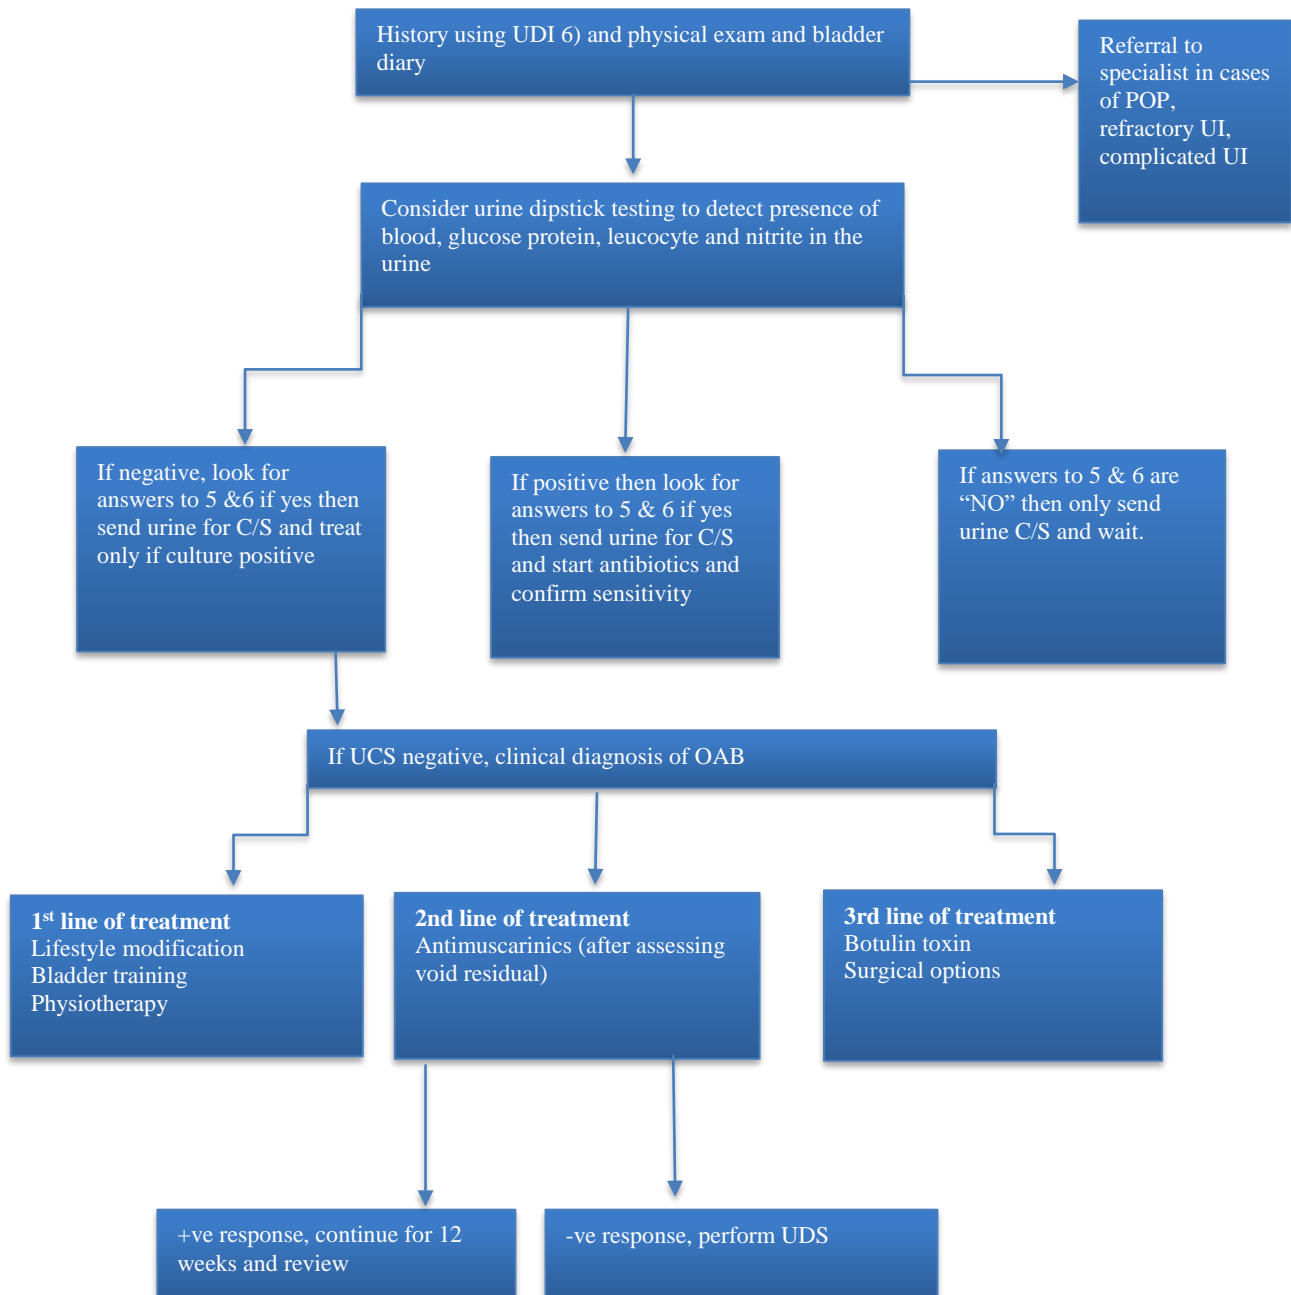 History using UDI 6) and physical exam and bladder
diary
Referral to
specialist in cases
of POP,
refractory UI,
complicated UI
Consider urine dipstick testing to detect presence of
blood, glucose protein, leucocyte and nitrite in the
urine
If negative, look for
answers to 5 &6 if yes then
send urine for C/S and treat
only if culture positive
If positive then look for
answers to 5 & 6 if yes
then send urine for C/S
and start antibiotics and
confirm sensitivity
If answers to 5 & 6 are
“NO” then only send
urine C/S and wait.
If UCS negative, clinical diagnosis of OAB
1st line of treatment
Lifestyle modification
Bladder training
Physiotherapy
2nd line of treatment
Antimuscarinics (after assessing
void residual)
3rd line of treatment
Botulin toxin
Surgical options
+ve response, continue for 12
weeks and review
-ve response, perform UDS